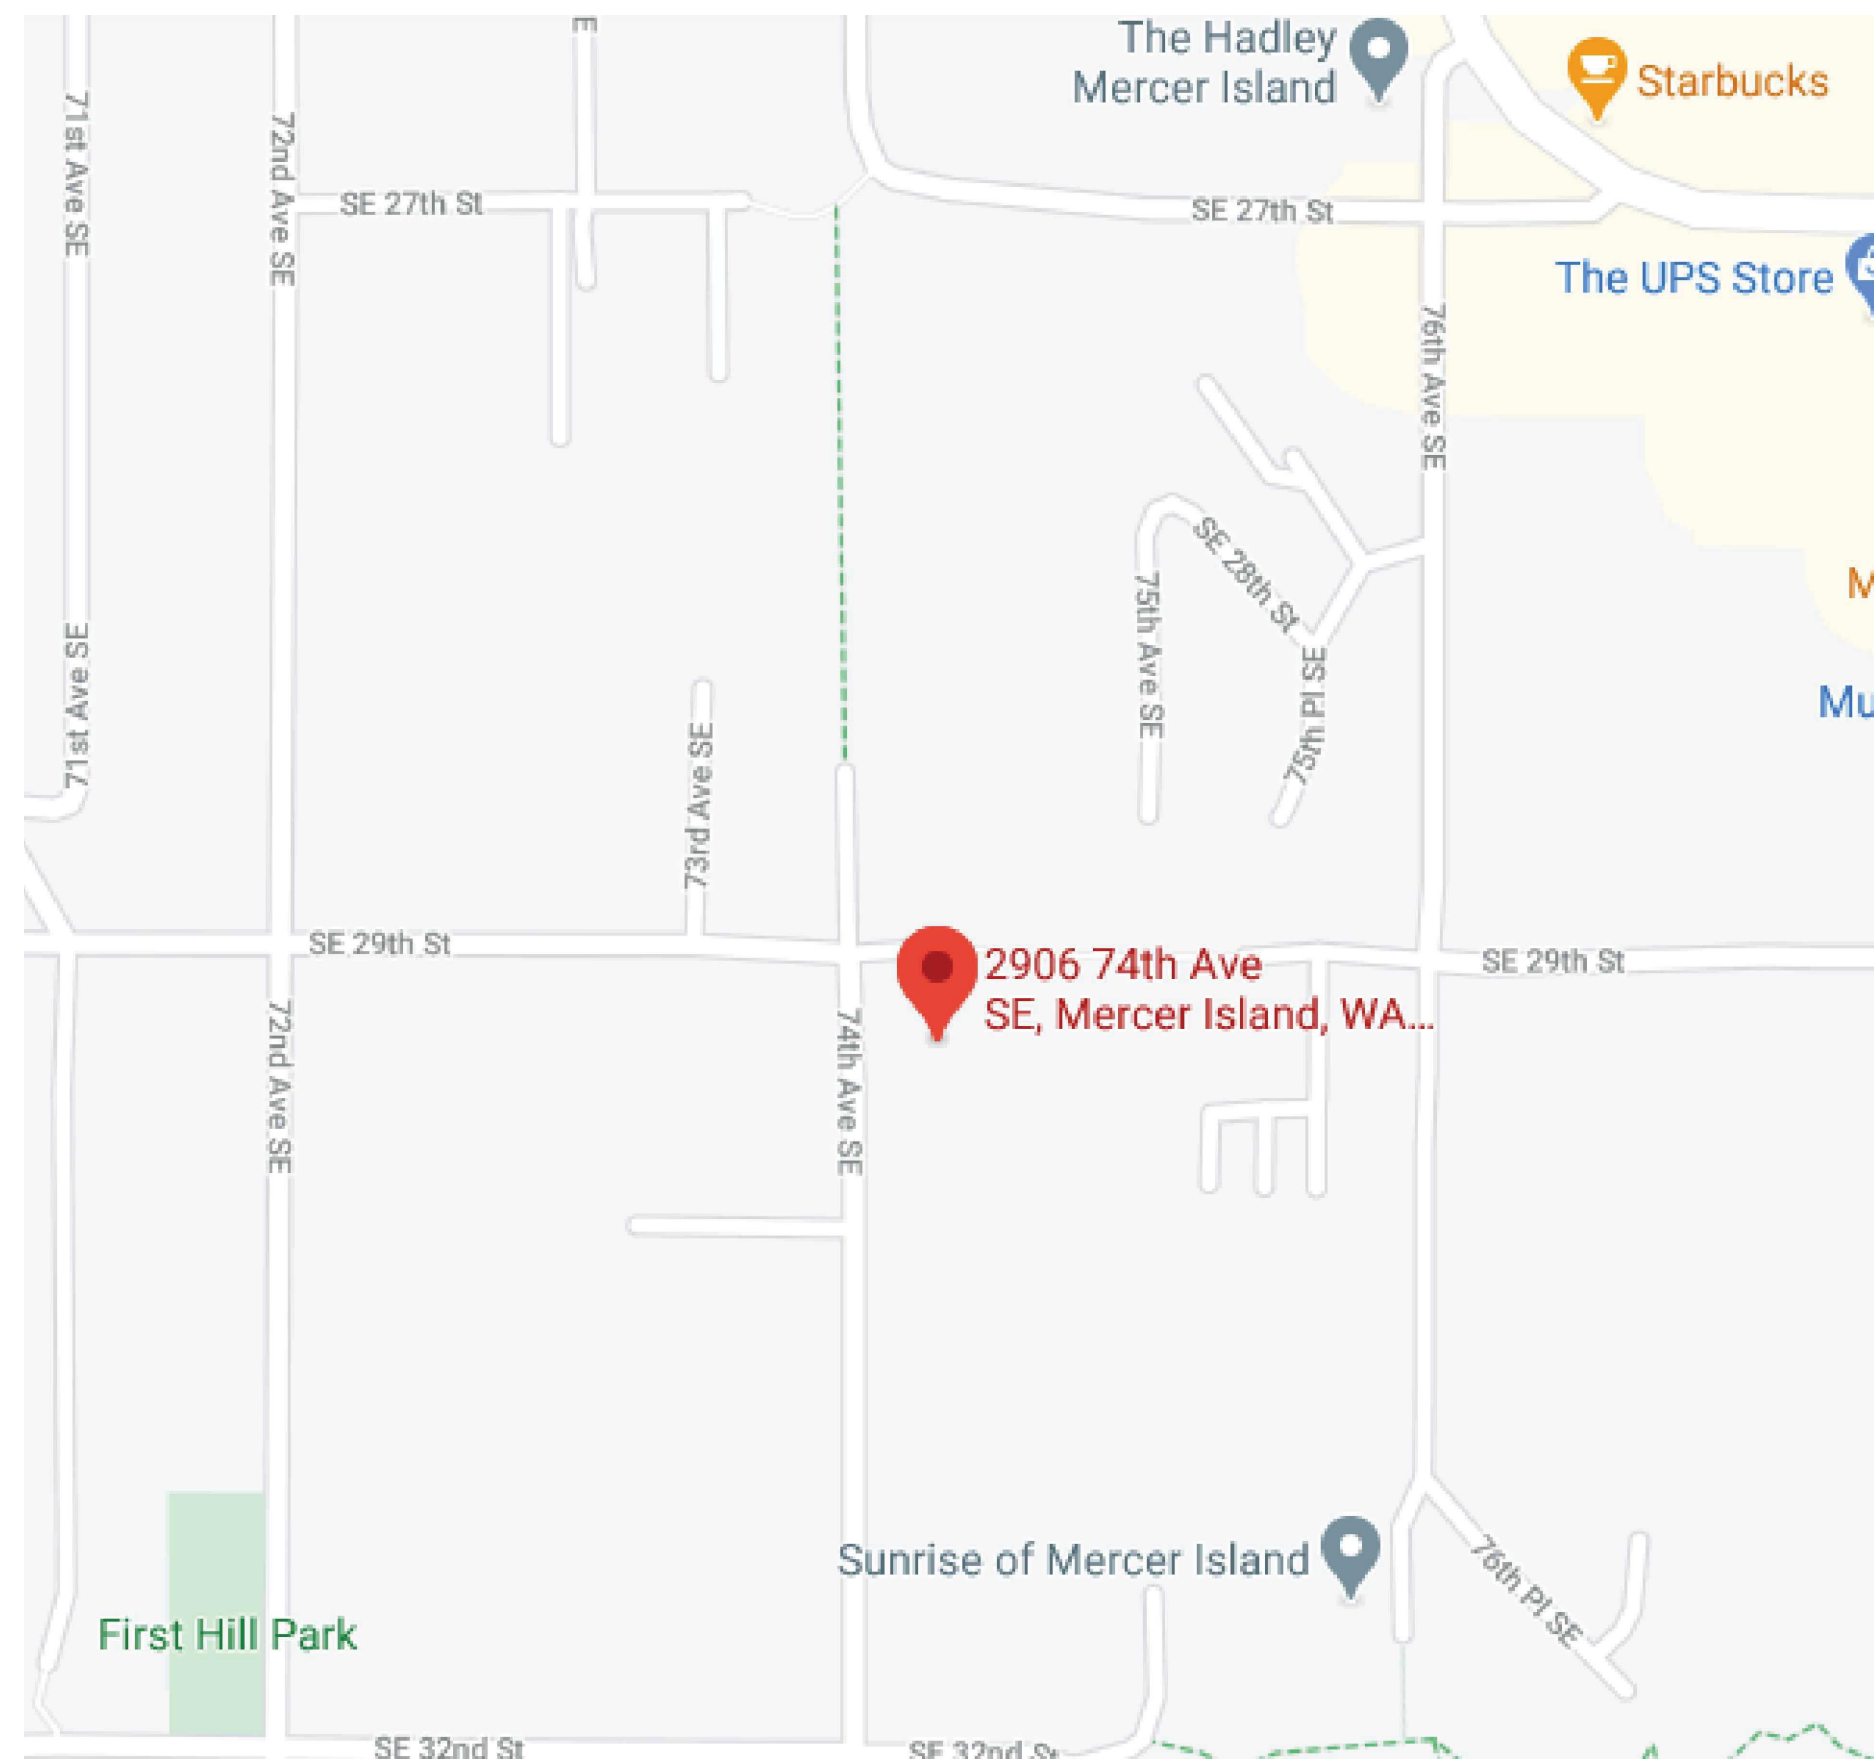 E
The Hadley
Mercer Island
Starbucks
71st Ave SE
72nd Ave SE
SE 27th St
SE 27th St
The UPS Store
76th Ave SE
SE 28th St
75th Ave SE
75th Pl SE
71st Ave SE
M
Mu
73rd Ave SE
SE 29th St
2906 74th Ave
SE, Mercer Island, WA...
SE 29th St
72nd Ave SE
74th Ave SE
Sunrise of Mercer Island
76th Pl SE
First Hill Park
SE 32nd St
SE 32nd St